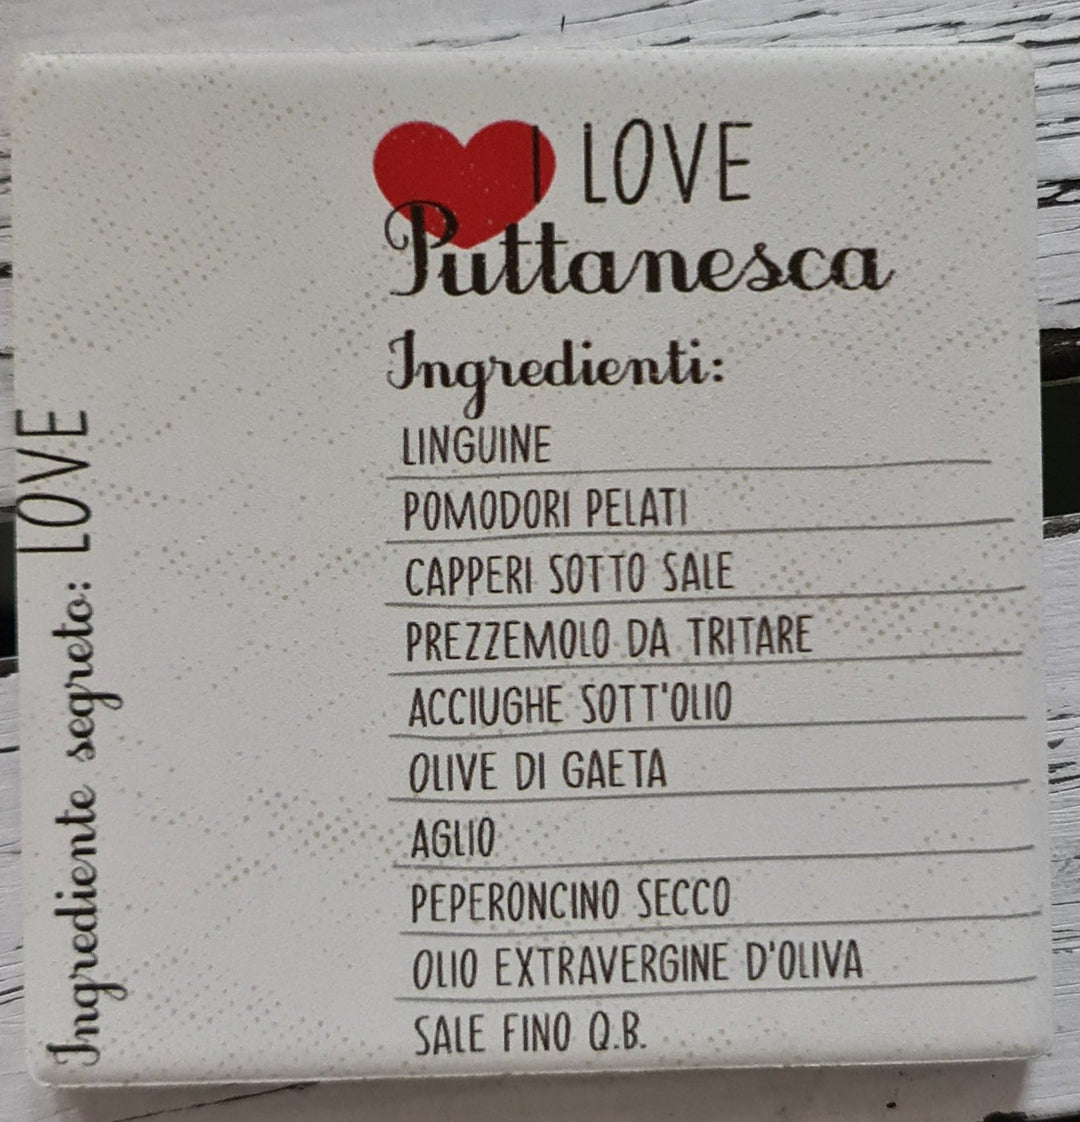 I LOVE
Puttanesca
Ingredienti:
LINGUINE
POMODORI PELATI
CAPPERI SOTTO SALE
PREZZEMOLO DA TRITARE
ACCIUGHE SOTT'OLIO
OLIVE DI GAETA
AGLIO
PEPERONCINO SECCO
OLIO EXTRAVERGINE D'OLIVA
SALE FINO Q.B.
Ingrediente segreto: LOVE